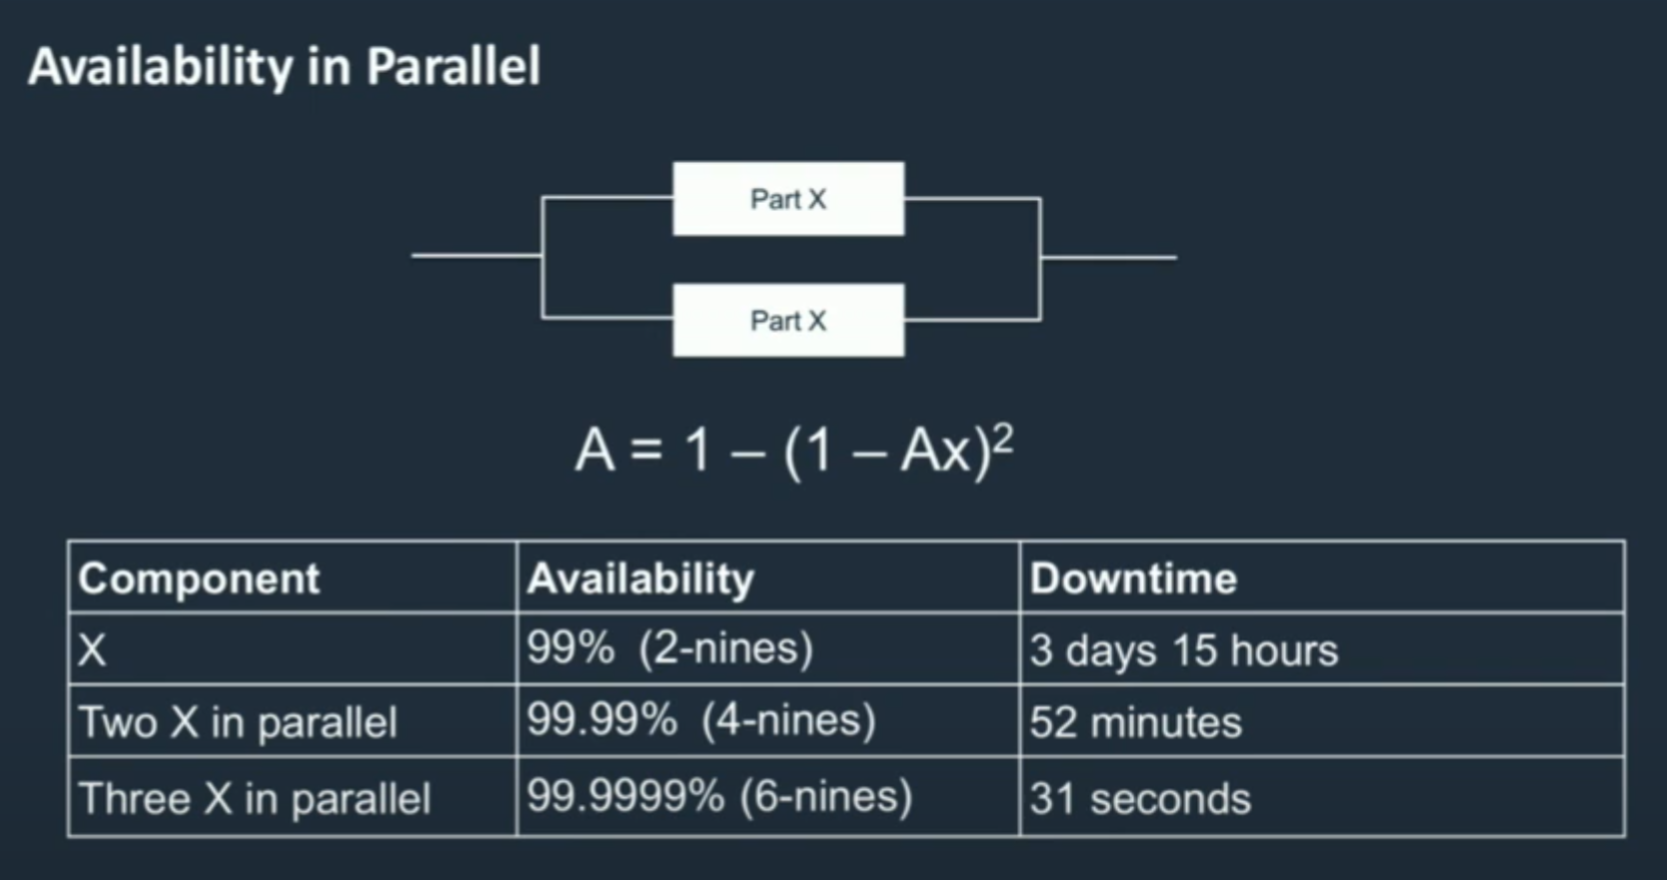 Availability in Parallel
Part X
Part X
A = 1 – (1 – Ax)²
Component Availability Downtime
X 99% (2-nines) 3 days 15 hours
Two X in parallel 99.99% (4-nines) 52 minutes
Three X in parallel 99.9999% (6-nines) 31 seconds